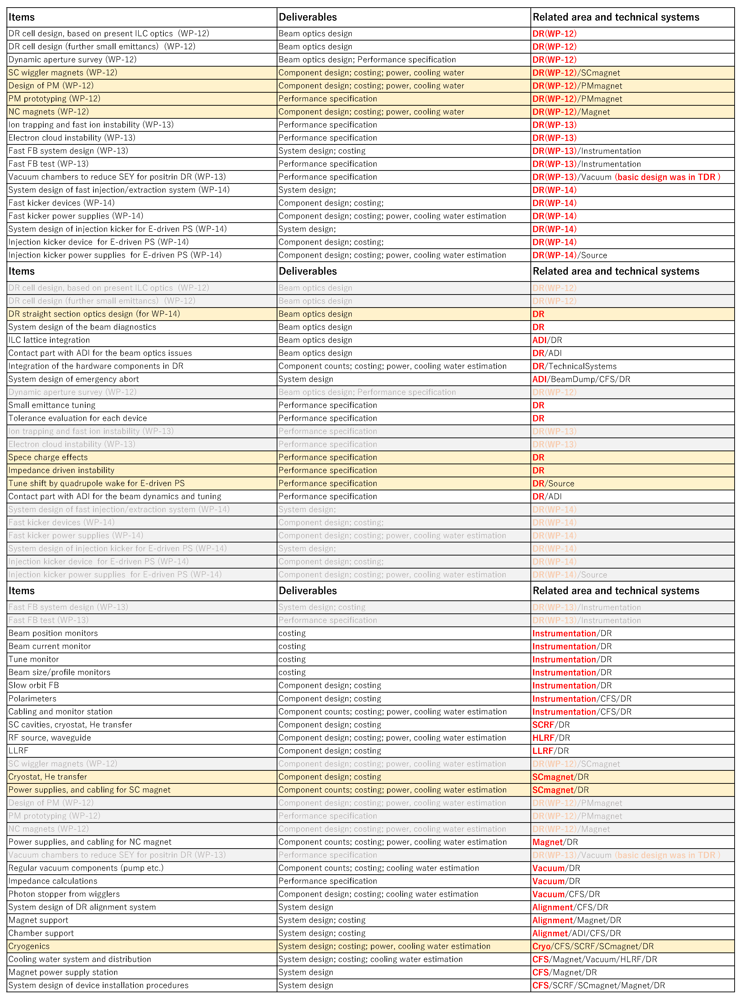 Items Deliverables Related area and technical systems
DR cell design, based on present ILC optics (WP-12) Beam optics design DR(WP-12)
DR cell design (further small emittancs) (WP-12) Beam optics design DR(WP-12)
Dynamic aperture survey (WP-12) Beam optics design; Performance specification DR(WP-12)
SC wiggler magnets (WP-12) Component design; costing; power, cooling water DR(WP-12)/SCmagnet
Design of PM (WP-12) Component design; costing; power, cooling water DR(WP-12)/PMmagnet
PM prototyping (WP-12) Performance specification DR(WP-12)/PMmagnet
NC magnets (WP-12) Component design; costing; power, cooling water DR(WP-12)/Magnet
Ion trapping and fast ion instability (WP-13) Performance specification DR(WP-13)
Electron cloud instability (WP-13) Performance specification DR(WP-13)
Fast FB system design (WP-13) System design; costing DR(WP-13)/Instrumentation
Fast FB test (WP-13) Performance specification DR(WP-13)/Instrumentation
Vacuum chambers to reduce SEY for positrin DR (WP-13) Performance specification DR(WP-13)/Vacuum (basic design was in TDR )
System design of fast injection/extraction system (WP-14) System design; DR(WP-14)
Fast kicker devices (WP-14) Component design; costing; DR(WP-14)
Fast kicker power supplies (WP-14) Component design; costing; power, cooling water estimation DR(WP-14)
System design of injection kicker for E-driven PS (WP-14) System design; DR(WP-14)
Injection kicker device for E-driven PS (WP-14) Component design; costing; DR(WP-14)
Injection kicker power supplies for E-driven PS (WP-14) Component design; costing; power, cooling water estimation DR(WP-14)/Source
Items Deliverables Related area and technical systems
DR cell design, based on present ILC optics (WP-12) Beam optics design DR(WP-12)
DR cell design (further small emittancs) (WP-12) Beam optics design DR(WP-12)
DR straight section optics design (for WP-14) Beam optics design DR
System design of the beam diagnostics Beam optics design DR
ILC lattice integration Beam optics design ADI/DR
Contact part with ADI for the beam optics issues Beam optics design DR/ADI
Integration of the hardware components in DR Component counts; costing; power, cooling water estimation DR/TechnicalSystems
System design of emergency abort System design ADI/BeamDump/CFS/DR
Dynamic aperture survey (WP-12) Beam optics design; Performance specification DR(WP-12)
Small emittance tuning Performance specification DR
Tolerance evaluation for each device Performance specification DR
Ion trapping and fast ion instability (WP-13) Performance specification DR(WP-13)
Electron cloud instability (WP-13) Performance specification DR(WP-13)
Spece charge effects Performance specification DR
Impedance driven instability Performance specification DR
Tune shift by quadrupole wake for E-driven PS Performance specification DR/Source
Contact part with ADI for the beam dynamics and tuning Performance specification DR/ADI
System design of fast injection/extraction system (WP-14) System design; DR(WP-14)
Fast kicker devices (WP-14) Component design; costing; DR(WP-14)
Fast kicker power supplies (WP-14) Component design; costing; power, cooling water estimation DR(WP-14)
System design of injection kicker for E-driven PS (WP-14) System design; DR(WP-14)
Injection kicker device for E-driven PS (WP-14) Component design; costing; DR(WP-14)
Injection kicker power supplies for E-driven PS (WP-14) Component design; costing; power, cooling water estimation DR(WP-14)/Source
Items Deliverables Related area and technical systems
Fast FB system design (WP-13) System design; costing DR(WP-13)/Instrumentation
Fast FB test (WP-13) Performance specification DR(WP-13)/Instrumentation
Beam position monitors costing Instrumentation/DR
Beam current monitor costing Instrumentation/DR
Tune monitor costing Instrumentation/DR
Beam size/profile monitors costing Instrumentation/DR
Slow orbit FB Component design; costing Instrumentation/DR
Polarimeters Component design; costing Instrumentation/CFS/DR
Cabling and monitor station Component counts; costing; power, cooling water estimation Instrumentation/CFS/DR
SC cavities, cryostat, He transfer Component design; costing SCRF/DR
RF source, waveguide Component design; costing; power, cooling water estimation HLRF/DR
LLRF Component design; costing LLRF/DR
SC wiggler magnets (WP-12) Component design; costing; power, cooling water estimation DR(WP-12)/SCmagnet
Cryostat, He transfer Component design; costing SCmagnet/DR
Power supplies, and cabling for SC magnet Component counts; costing; power, cooling water estimation SCmagnet/DR
Design of PM (WP-12) Component design; costing; power, cooling water estimation DR(WP-12)/PMmagnet
PM prototyping (WP-12) Performance specification DR(WP-12)/PMmagnet
NC magnets (WP-12) Component design; costing; power, cooling water estimation DR(WP-12)/Magnet
Power supplies, and cabling for NC magnet Component counts; costing; power, cooling water estimation Magnet/DR
Vacuum chambers to reduce SEY for positrin DR (WP-13) Performance specification DR(WP-13)/Vacuum (basic design was in TDR )
Regular vacuum components (pump etc.) Component counts; costing; cooling water estimation Vacuum/DR
Impedance calculations Performance specification Vacuum/DR
Photon stopper from wigglers Component design; costing; cooling water estimation Vacuum/CFS/DR
System design of DR alignment system System design Alignment/CFS/DR
Magnet support System design; costing Alignment/Magnet/DR
Chamber support System design; costing Alignmet/ADI/CFS/DR
Cryogenics System design; costing; power, cooling water estimation Cryo/CFS/SCRF/SCmagnet/DR
Cooling water system and distribution System design; costing; cooling water estimation CFS/Magnet/Vacuum/HLRF/DR
Magnet power supply station System design CFS/Magnet/DR
System design of device installation procedures System design CFS/SCRF/SCmagnet/Magnet/DR